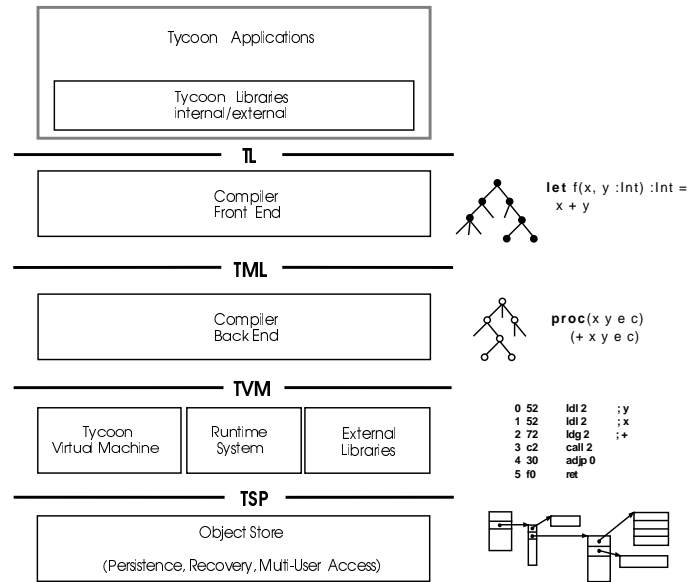 Tycoon Applications
Tycoon Libraries
internal/external
TL
Compiler
Front End
let f(x, y :Int) :Int =
x + y
TML
Compiler
Back End
proc(x y e c)
(+ x y e c)
TVM
Tycoon
Virtual Machine
Runtime
System
External
Libraries
0 52 ldl 2 ; y
1 52 ldl 2 ; x
2 72 ldg 2 ; +
3 c2 call 2
4 30 adjp 0
5 f0 ret
TSP
Object Store
(Persistence, Recovery, Multi-User Access)